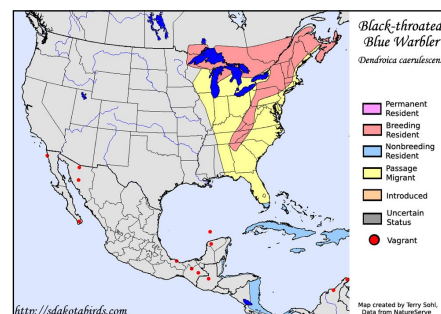 Black-throated
Blue Warbler
Dendroica caerulescens
Permanent
Resident
Breeding
Resident
Nonbreeding
Resident
Passage
Migrant
Introduced
Uncertain
Status
Vagrant
Map created by Terry Sohl,
Data from NatureServe
http://sdakotabirds.com